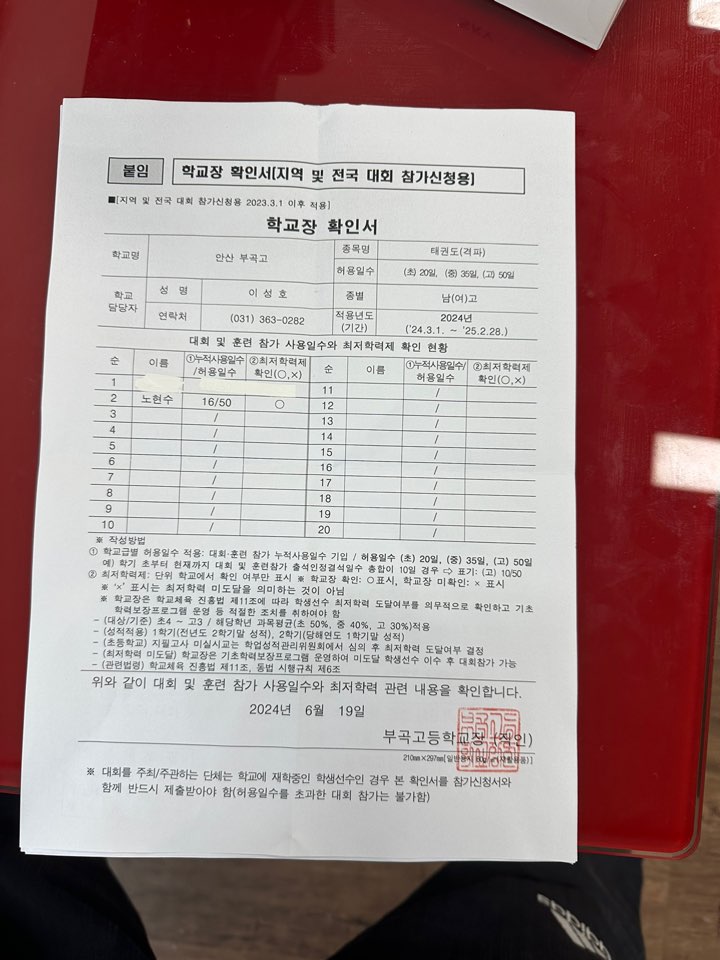 붙임 학교장 확인서[지역 및 전국 대회 참가신청용]
■[지역 및 전국 대회 참가신청용 2023.3.1 이후 적용]
학교장 확인서
학교명 안산 부곡고 종목명 태권도(격파)
허용일수 (초) 20일, (중) 35일, (고) 50일
학교 담당자 성 명 이 성 호 종별 남(여)고
연락처 (031) 363-0282 적용년도 (기간) 2024년 ('24.3.1. ~ '25.2.28.)
대회 및 훈련 참가 사용일수와 최저학력제 확인 현황
순 이름 ①누적사용일수 /허용일수 ②최저학력제 확인(○,×) 순 이름 ①누적사용일수/ 허용일수 ②최저학력제 확인(○,×)
1 11 /
2 노현수 16/50 ○ 12 /
3 / 13 /
4 / 14 /
5 / 15 /
6 / 16 /
7 / 17 /
8 / 18 /
9 / 19 /
10 / 20 /
※ 작성방법
① 학교급별 허용일수 적용: 대회·훈련 참가 누적사용일수 기입 / 허용일수 (초) 20일, (중) 35일, (고) 50일
예) 학기 초부터 현재까지 대회 및 훈련참가 출석인정결석일수 총합이 10일 경우 ⇨ 표기: (고) 10/50
② 최저학력제: 단위 학교에서 확인 여부만 표시 ※ 학교장 확인: ○표시, 학교장 미확인: × 표시
※ '×' 표시는 최저학력 미도달을 의미하는 것이 아님
※ 학교장은 학교체육 진흥법 제11조에 따라 학생선수 최저학력 도달여부를 의무적으로 확인하고 기초
학력보장프로그램 운영 등 적절한 조치를 취하여야 함
– (대상/기준) 초4 ~ 고3 / 해당학년 과목평균(초 50%, 중 40%, 고 30%)적용
– (성적적용) 1학기(전년도 2학기말 성적), 2학기(당해연도 1학기말 성적)
– (초등학교) 지필고사 미실시교는 학업성적관리위원회에서 심의 후 최저학력 도달여부 결정
– (최저학력 미도달) 학교장은 기초학력보장프로그램 운영하여 미도달 학생선수 이수 후 대회참가 가능
– (관련법령) 학교체육 진흥법 제11조, 동법 시행규칙 제6조
위와 같이 대회 및 훈련 참가 사용일수와 최저학력 관련 내용을 확인합니다.
2024년 6월 19일
부곡고등학교장 (직인)
210㎜×297㎜
※ 대회를 주최/주관하는 단체는 학교에 재학중인 학생선수인 경우 본 확인서를 참가신청서와
함께 반드시 제출받아야 함(허용일수를 초과한 대회 참가는 불가함)